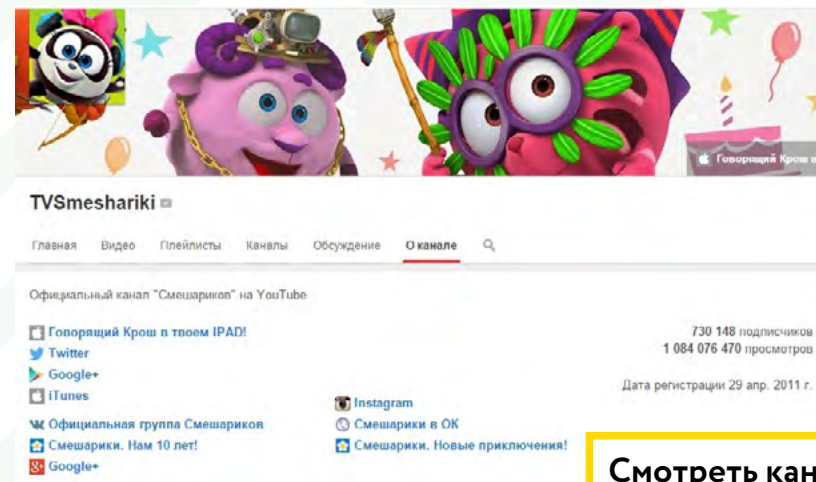 Говорящий Крош в
TVSmeshariki
Главная Видео Плейлисты Каналы Обсуждение О канале
Официальный канал "Смешариков" на YouTube
Говорящий Крош в твоем IPAD!
Twitter
Google+
iTunes
Официальная группа Смешариков
Смешарики. Нам 10 лет!
Google+
Instagram
Смешарики в ОК
Смешарики. Новые приключения!
730 148 подписчиков
1 084 076 470 просмотров
Дата регистрации 29 апр. 2011 г.
Смотреть кан